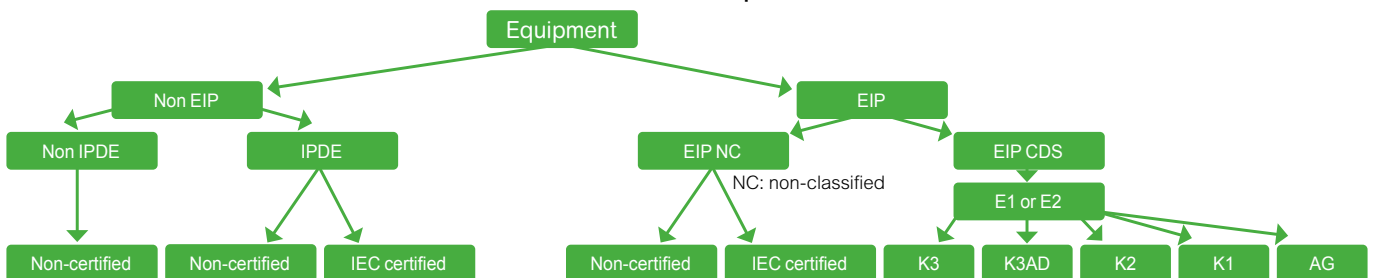 Equipment
Non EIP
EIP
Non IPDE
IPDE
EIP NC
EIP CDS
NC: non-classified
E1 or E2
Non-certified
Non-certified
IEC certified
Non-certified
IEC certified
K3
K3AD
K2
K1
AG